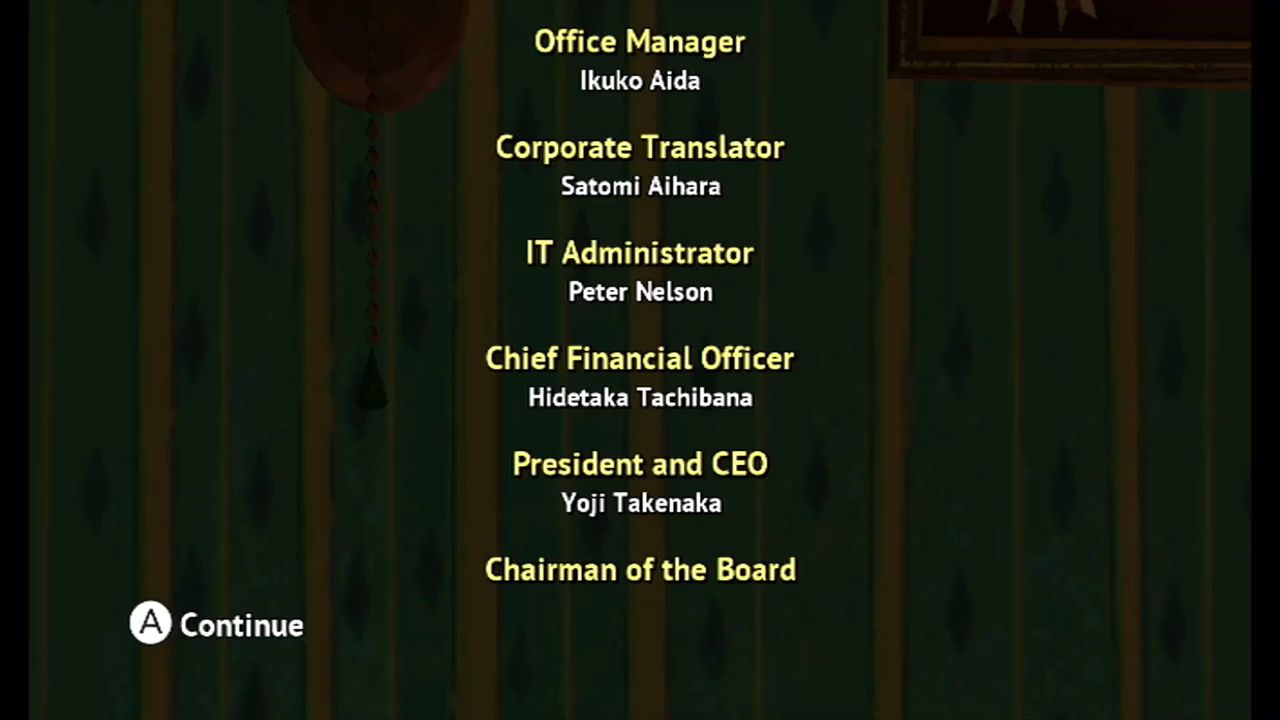 Office Manager
Ikuko Aida
Corporate Translator
Satomi Aihara
IT Administrator
Peter Nelson
Chief Financial Officer
Hidetaka Tachibana
President and CEO
Yoji Takenaka
Chairman of the Board
A Continue